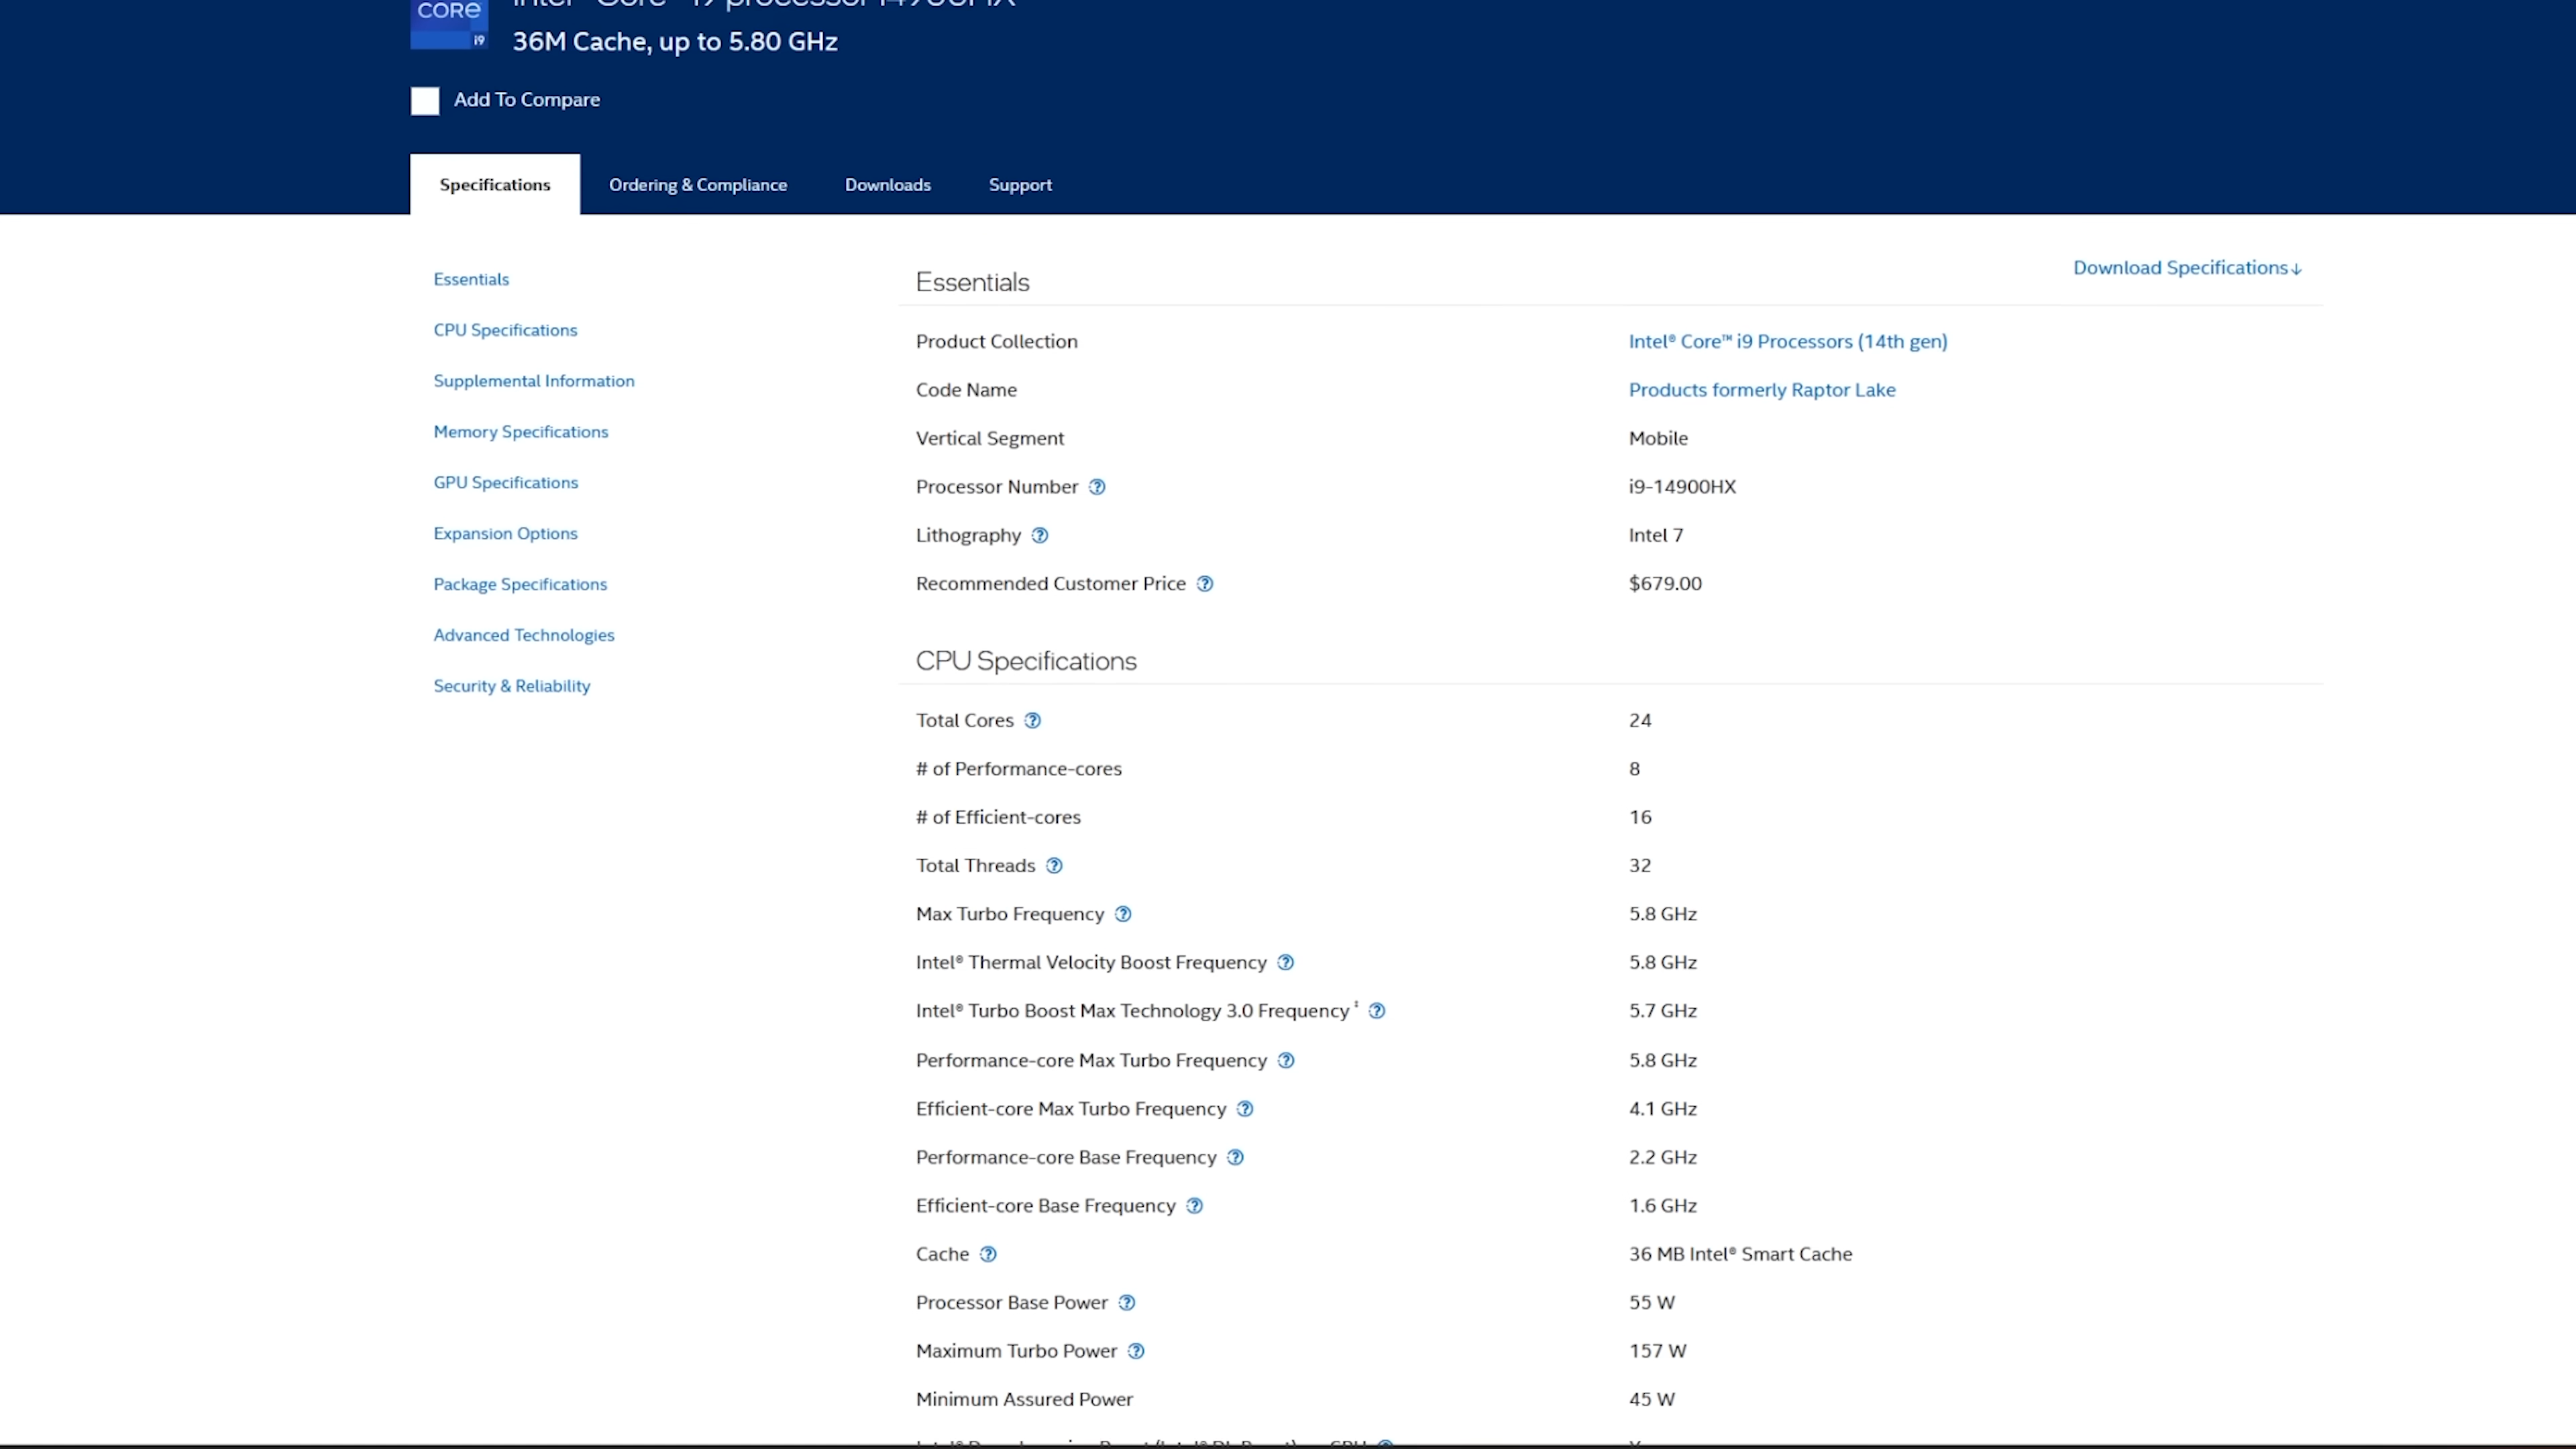 CORE
i9
Intel® Core™ i9 processor 14900HX
36M Cache, up to 5.80 GHz
Add To Compare
Specifications
Ordering & Compliance
Downloads
Support
Essentials
CPU Specifications
Supplemental Information
Memory Specifications
GPU Specifications
Expansion Options
Package Specifications
Advanced Technologies
Security & Reliability
Download Specifications↓
Essentials
Product Collection Intel® Core™ i9 Processors (14th gen)
Code Name Products formerly Raptor Lake
Vertical Segment Mobile
Processor Number ? i9-14900HX
Lithography ? Intel 7
Recommended Customer Price ? $679.00
CPU Specifications
Total Cores ? 24
# of Performance-cores 8
# of Efficient-cores 16
Total Threads ? 32
Max Turbo Frequency ? 5.8 GHz
Intel® Thermal Velocity Boost Frequency ? 5.8 GHz
Intel® Turbo Boost Max Technology 3.0 Frequency ‡ ? 5.7 GHz
Performance-core Max Turbo Frequency ? 5.8 GHz
Efficient-core Max Turbo Frequency ? 4.1 GHz
Performance-core Base Frequency ? 2.2 GHz
Efficient-core Base Frequency ? 1.6 GHz
Cache ? 36 MB Intel® Smart Cache
Processor Base Power ? 55 W
Maximum Turbo Power ? 157 W
Minimum Assured Power 45 W